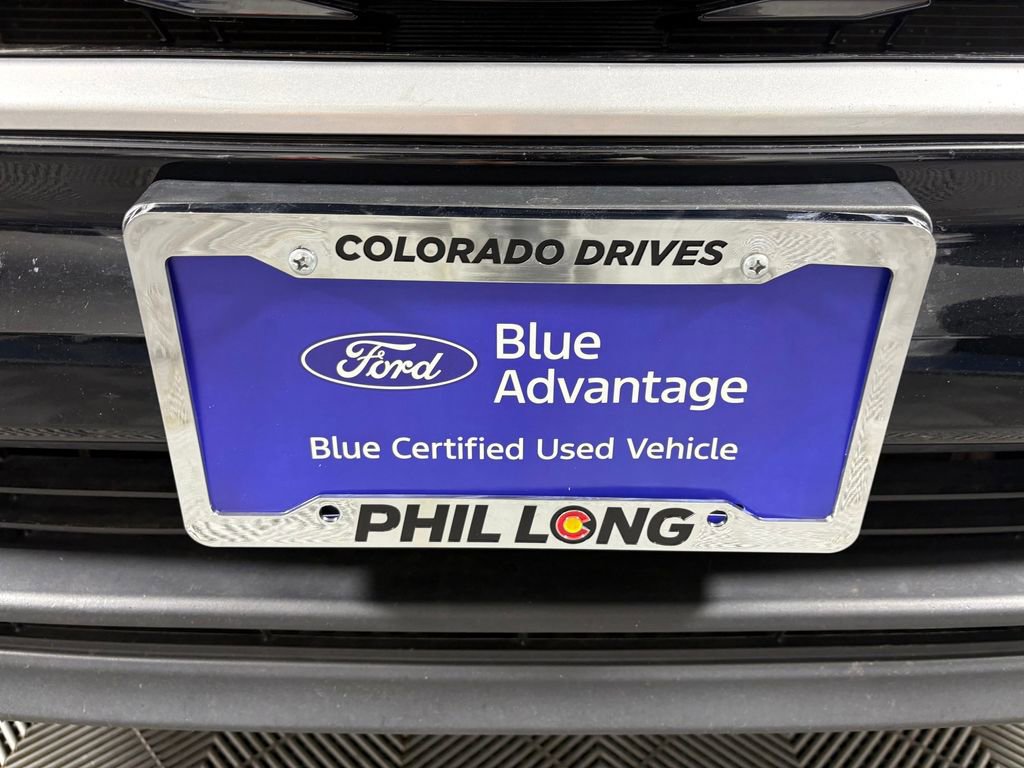 COLORADO DRIVES
Ford
Blue
Advantage
Blue Certified Used Vehicle
PHIL LONG